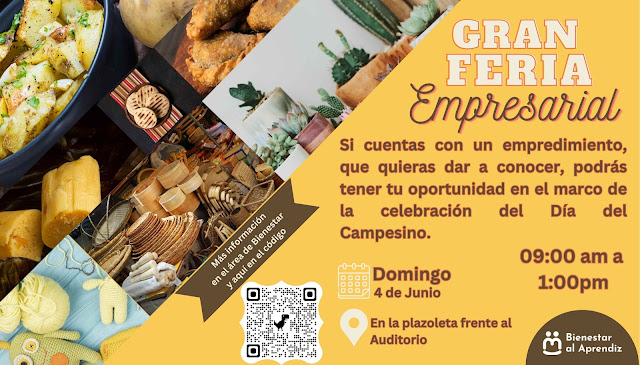 GRAN
FERIA
Empresarial
Si cuentas con un empredimiento,
que quieras dar a conocer, podrás
tener tu oportunidad en el marco de
la celebración del Día del
Campesino.
Domingo
4 de Junio
09:00 am a
1:00pm
En la plazoleta frente al
Auditorio
Más información
en el área de Bienestar
y aquí en el código
Bienestar
al Aprendiz